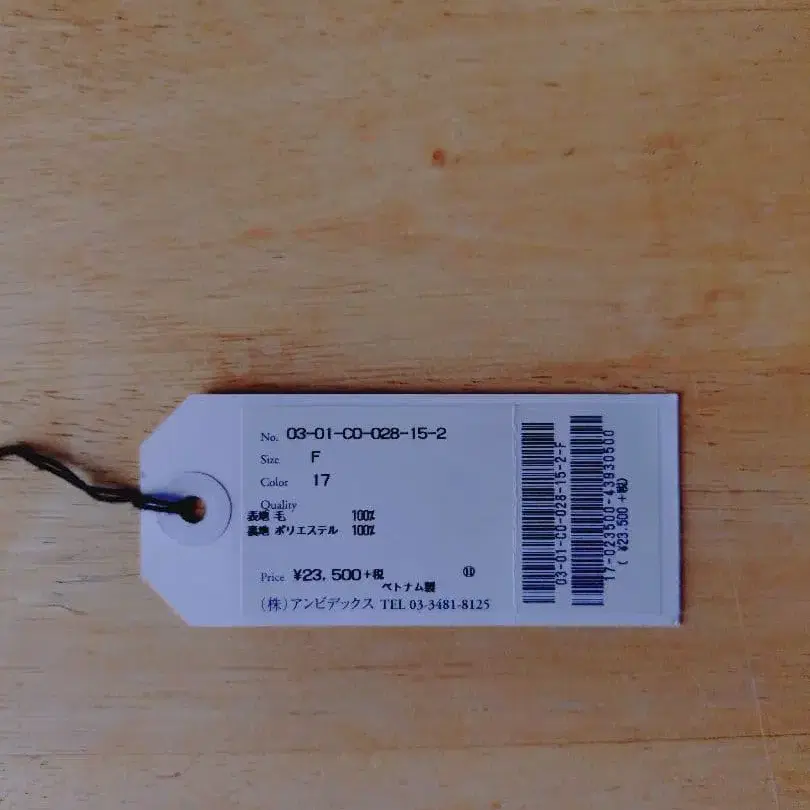 No. 03-01-CO-028-15-2
Size F
Color 17
Quality
表地 毛 100%
裏地 ポリエステル 100%
Price ¥23,500+税 ⑪
ベトナム製
(株)アンビデックス TEL 03-3481-8125
03-01-CO-028-15-2-F
17-023500-43930500
( ¥23,500 +税)